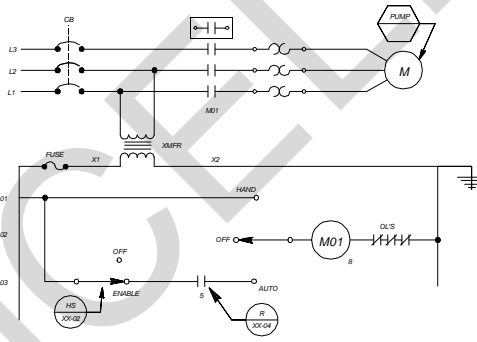 CB
PUMP
L3
L2
M
L1
M01
XMFR
FUSE
X1
X2
01
HAND
02
OFF
M01
OL'S
8
OFF
03
ENABLE
5
AUTO
HS
XX-02
R
XX-04